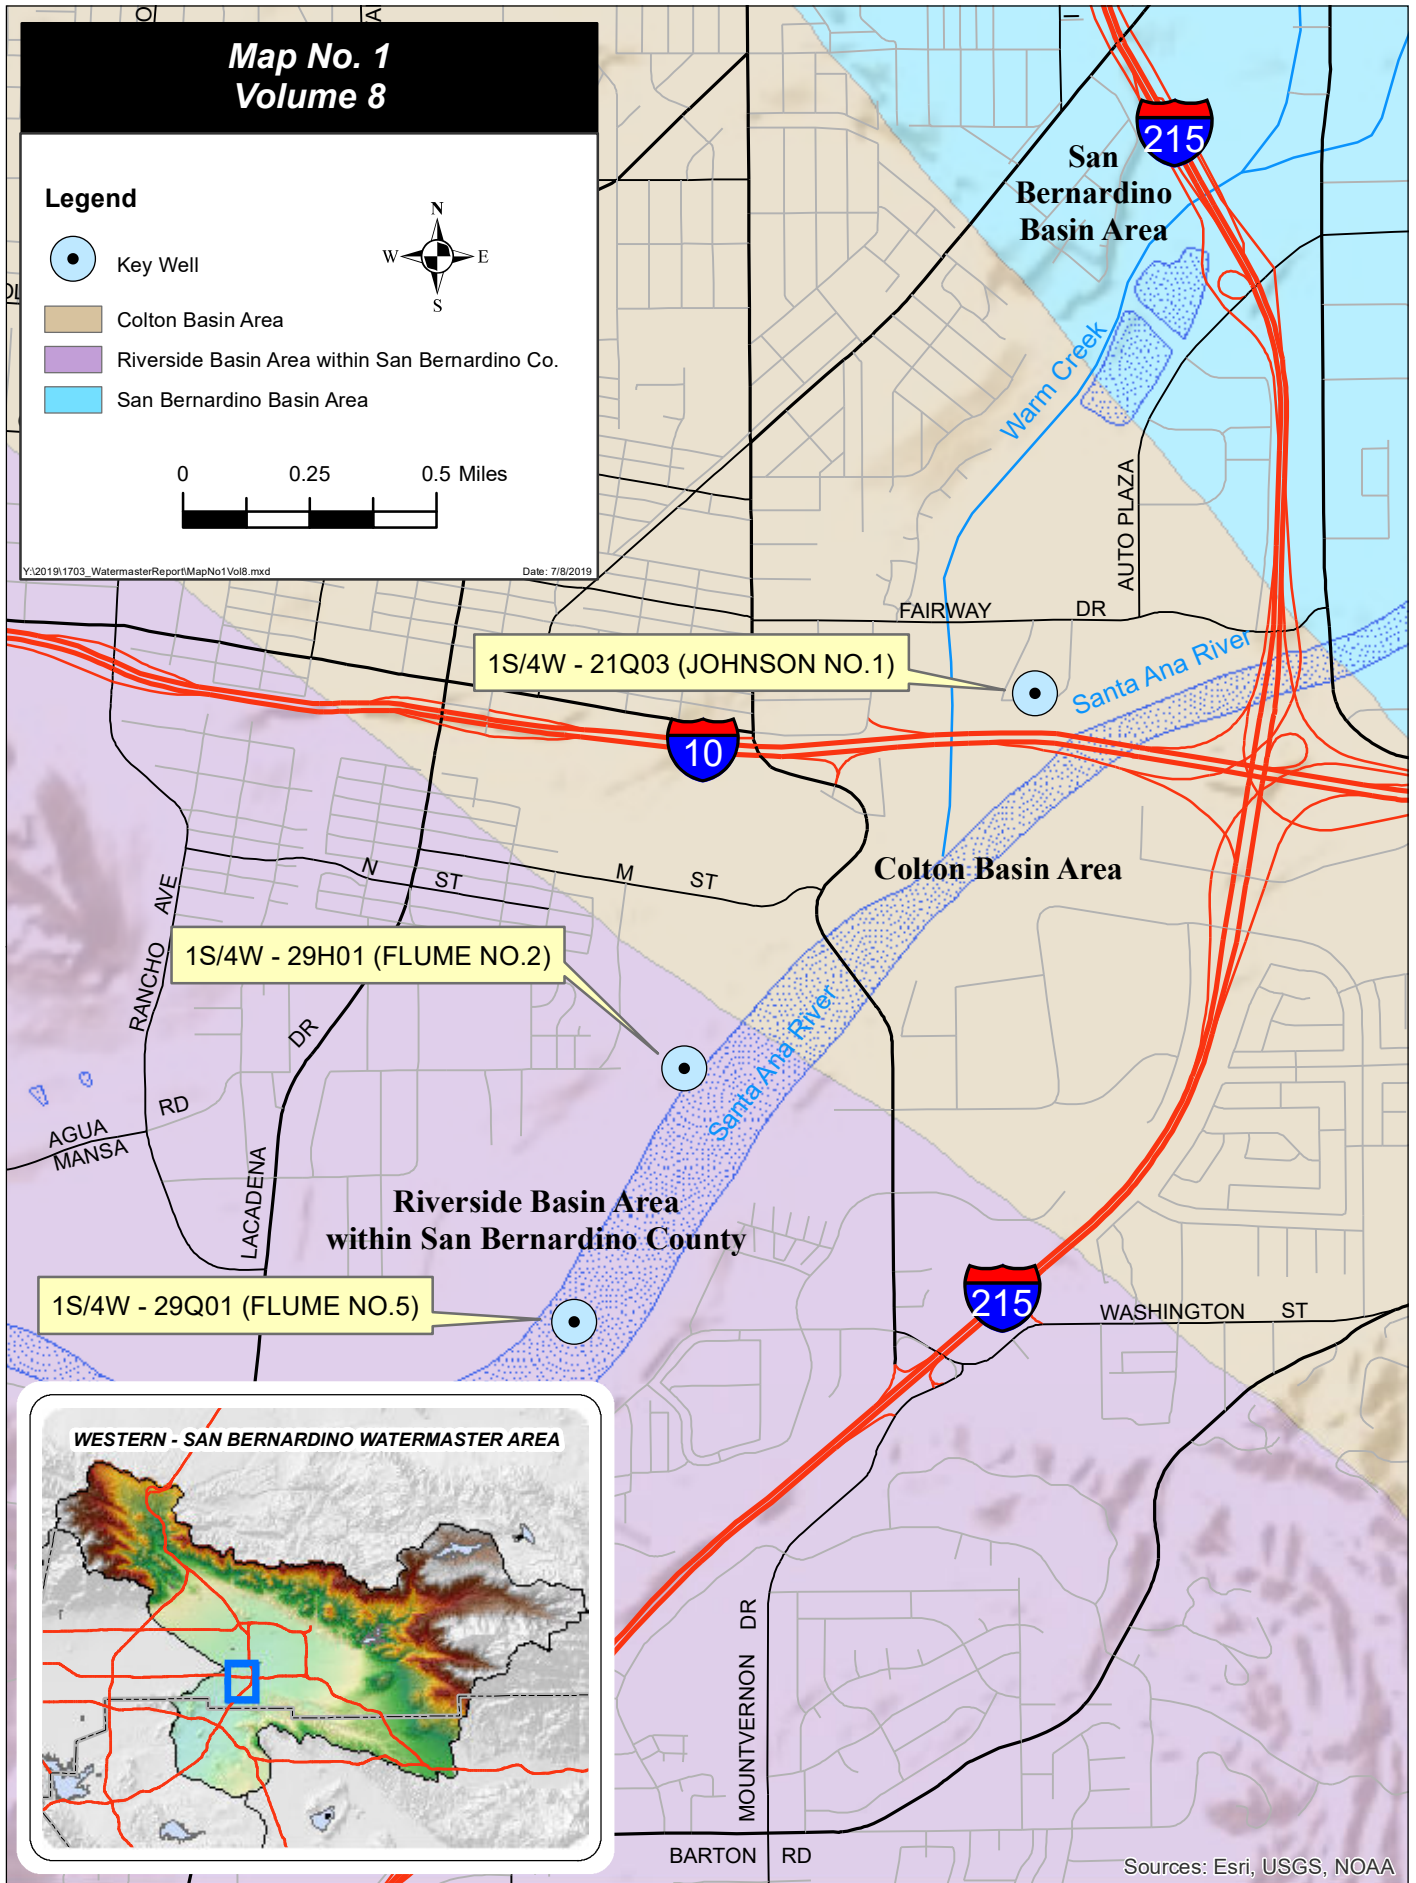 Map No. 1
Volume 8
Legend
N
W
E
S
Key Well
Colton Basin Area
Riverside Basin Area within San Bernardino Co.
San Bernardino Basin Area
0 0.25 0.5 Miles
Y:\2019\1703_WatermasterReport\MapNo1Vol8.mxd
Date: 7/8/2019
215
San
Bernardino
Basin Area
Warm Creek
AUTO PLAZA
FAIRWAY DR
1S/4W - 21Q03 (JOHNSON NO.1)
Santa Ana River
10
Colton Basin Area
N ST
M ST
RANCHO AVE
1S/4W - 29H01 (FLUME NO.2)
Santa Ana River
AGUA
MANSA
RD
LACADENA DR
Riverside Basin Area
within San Bernardino County
1S/4W - 29Q01 (FLUME NO.5)
215
WASHINGTON ST
WESTERN - SAN BERNARDINO WATERMASTER AREA
MOUNTVERNON DR
BARTON RD
Sources: Esri, USGS, NOAA